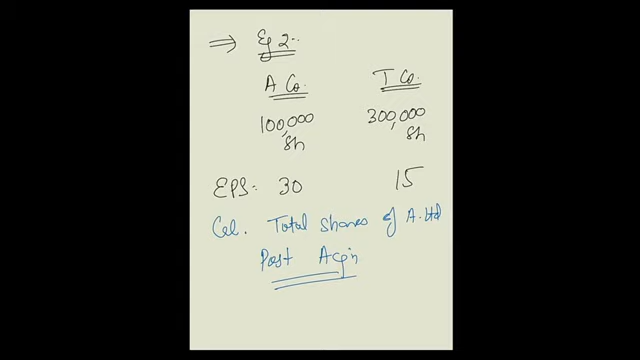 ⇒ Eg 2..
A Co. T Co.
100,000 300,000
Sh Sh
EPS: 30 15
Cal. Total Shares of A. Ltd
Post Acq'n